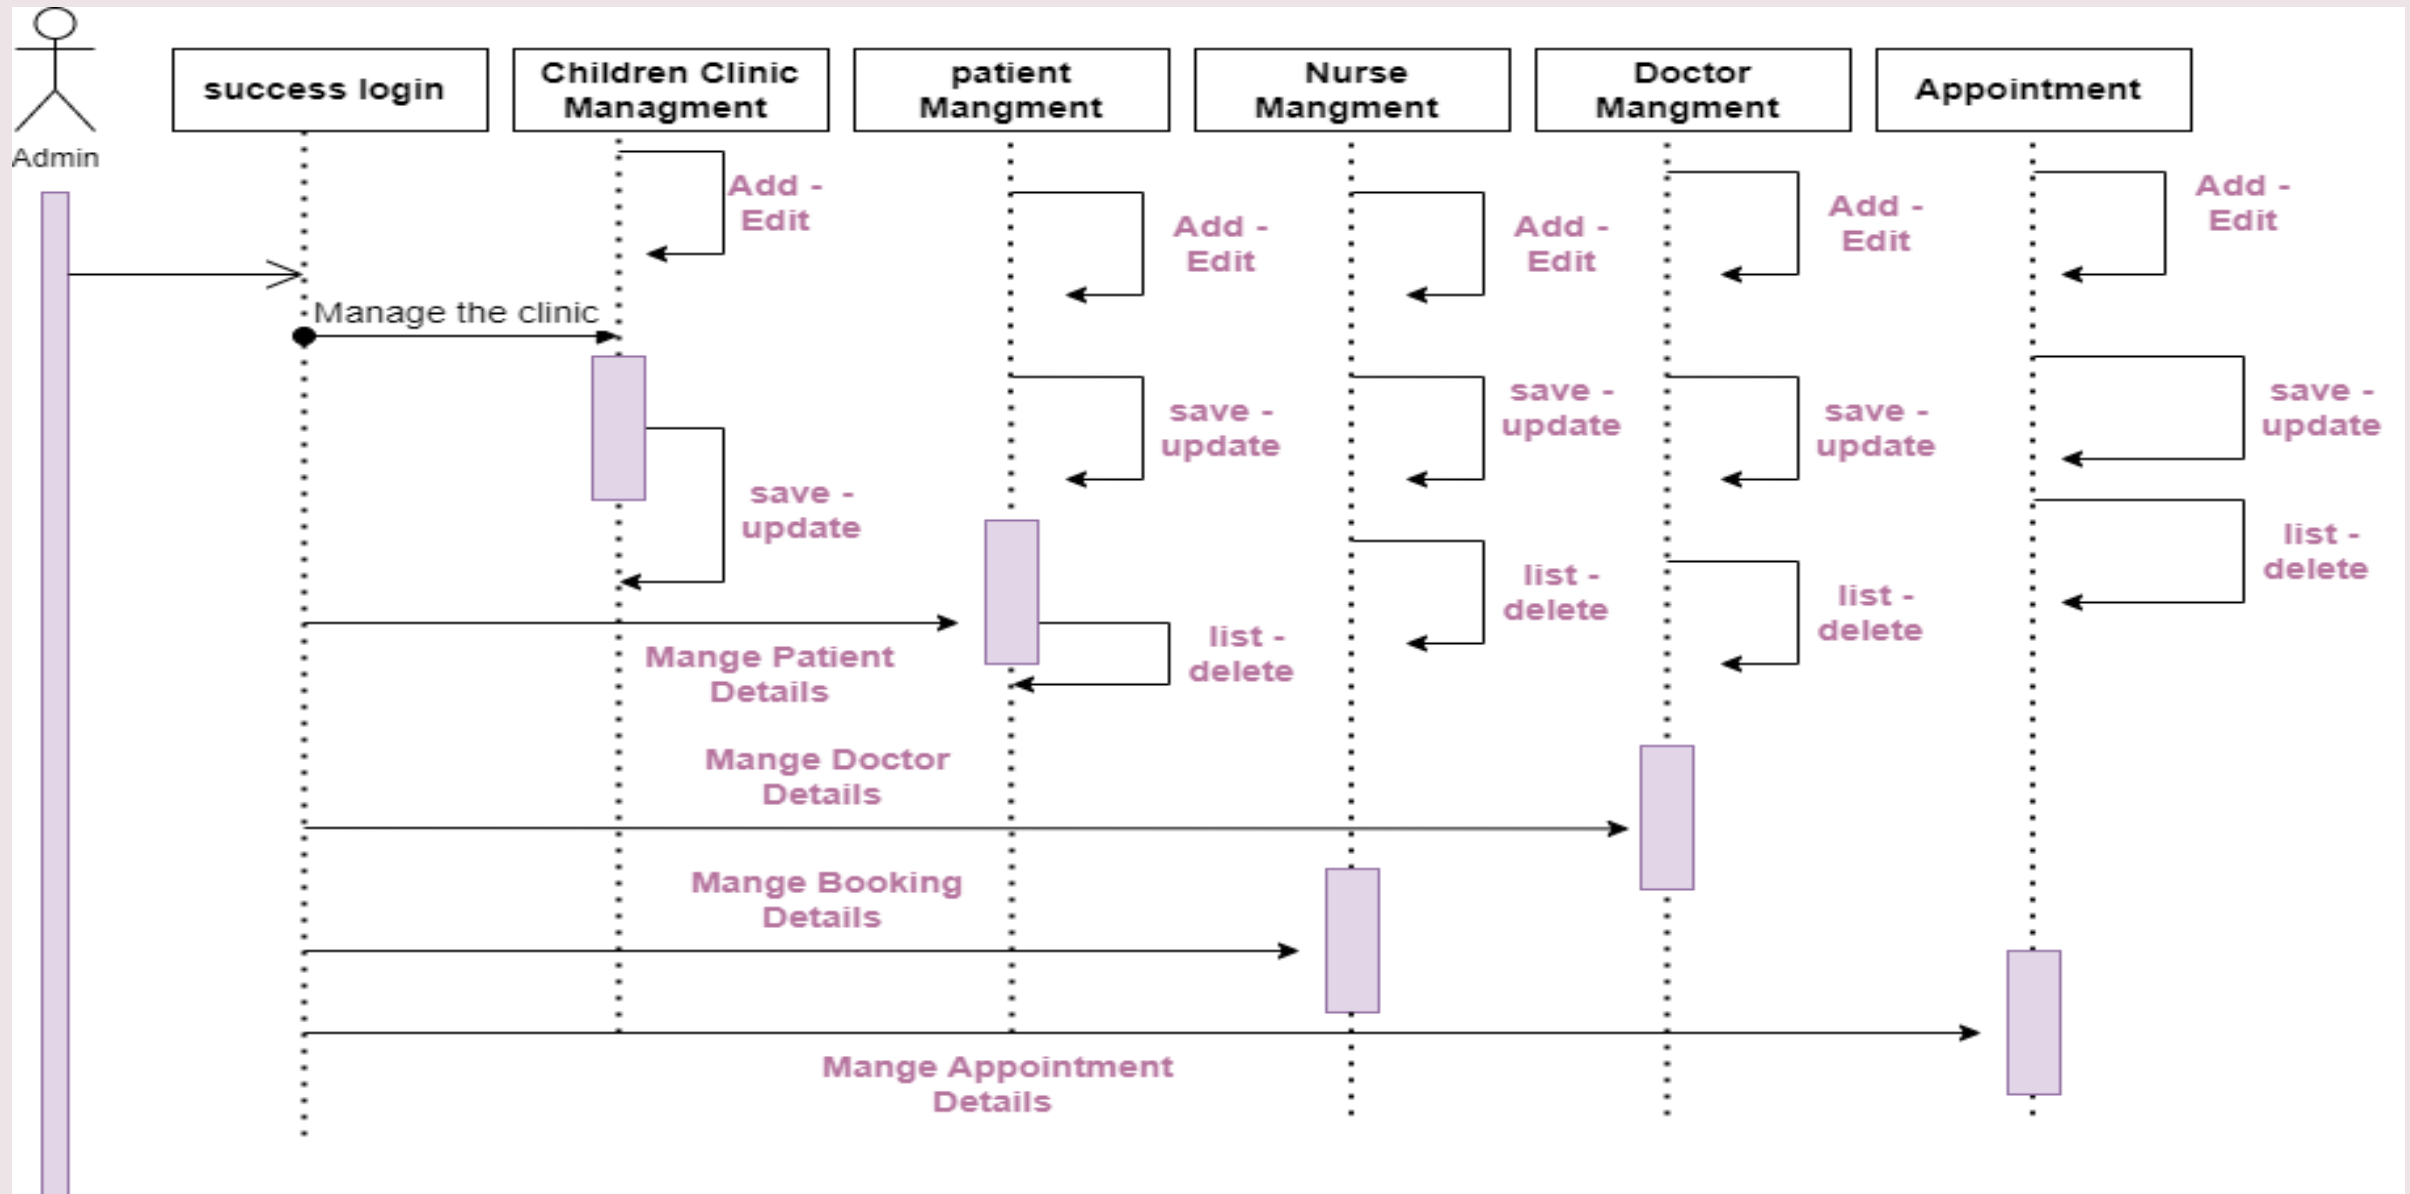 Admin
success login
Children Clinic
Managment
patient
Mangment
Nurse
Mangment
Doctor
Mangment
Appointment
Add -
Edit
Add -
Edit
Add -
Edit
Add -
Edit
Add -
Edit
Manage the clinic
save -
update
save -
update
save -
update
save -
update
save -
update
list -
delete
list -
delete
list -
delete
list -
delete
Mange Patient
Details
Mange Doctor
Details
Mange Booking
Details
Mange Appointment
Details